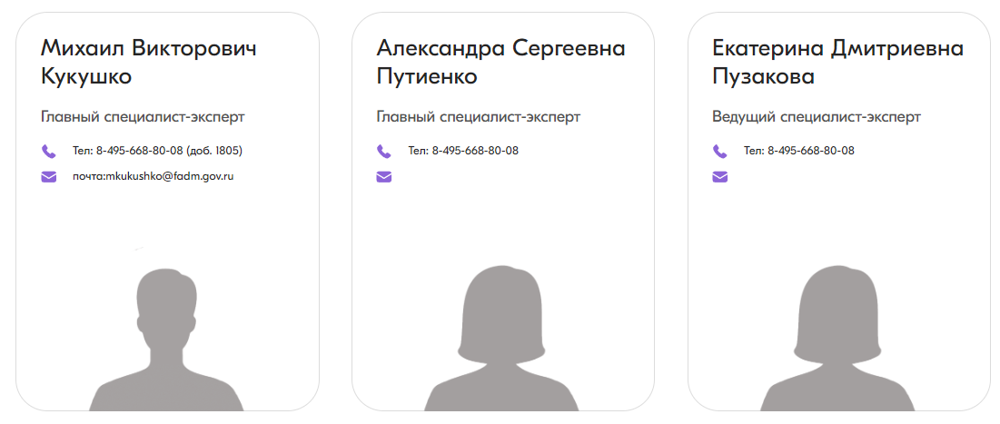 Михаил Викторович
Кукушко
Главный специалист-эксперт
Тел: 8-495-668-80-08 (доб. 1805)
почта:mkukushko@fadm.gov.ru
Александра Сергеевна
Путиенко
Главный специалист-эксперт
Тел: 8-495-668-80-08
Екатерина Дмитриевна
Пузакова
Ведущий специалист-эксперт
Тел: 8-495-668-80-08